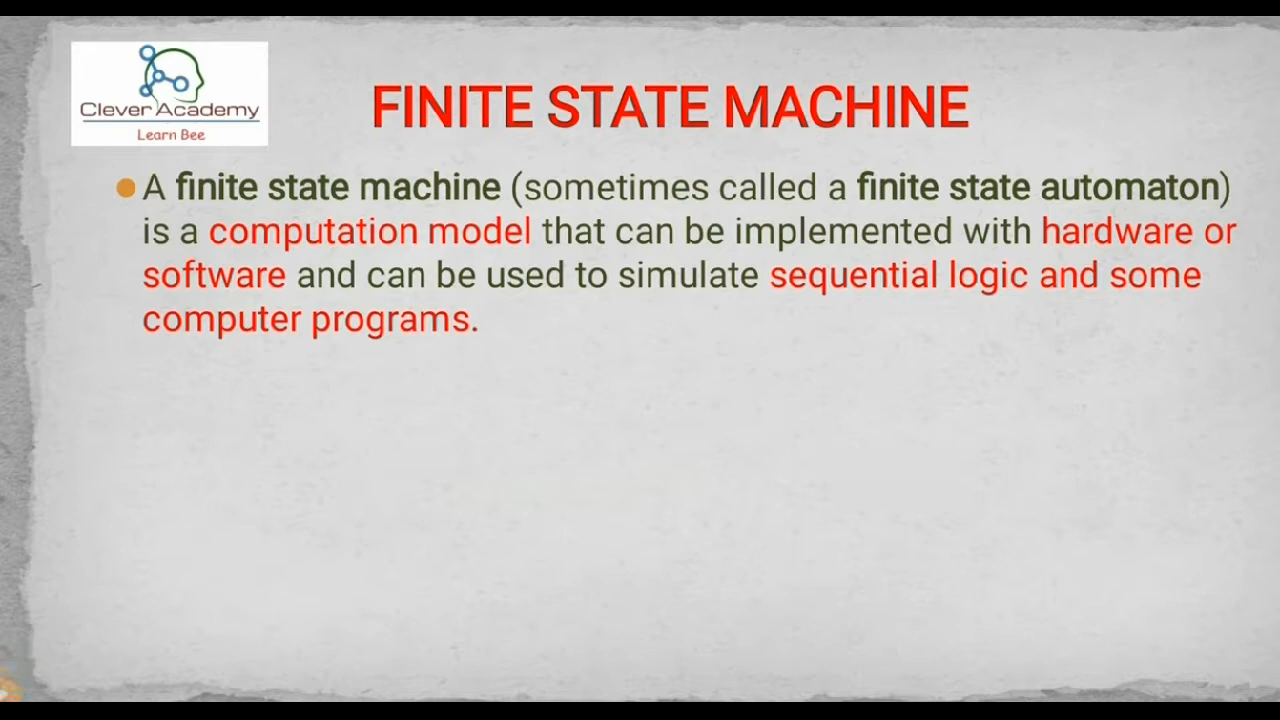 Clever Academy
Learn Bee
FINITE STATE MACHINE
A finite state machine (sometimes called a finite state automaton)
is a computation model that can be implemented with hardware or
software and can be used to simulate sequential logic and some
computer programs.